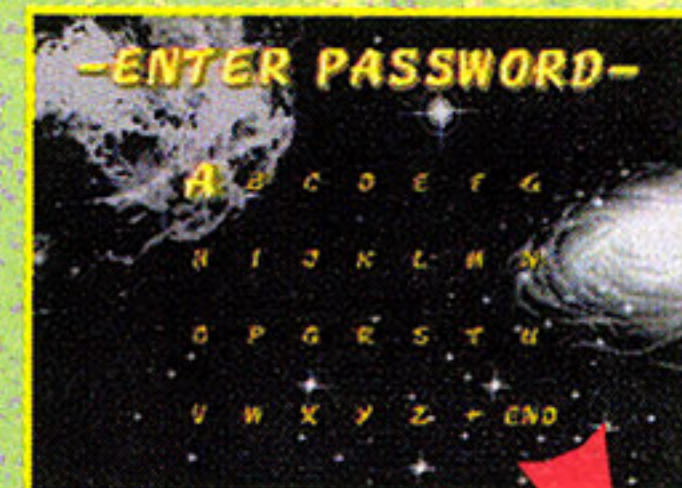 -ENTER PASSWORD-
A B C D E F G
H I J K L M N
O P Q R S T U
V W X Y Z + END